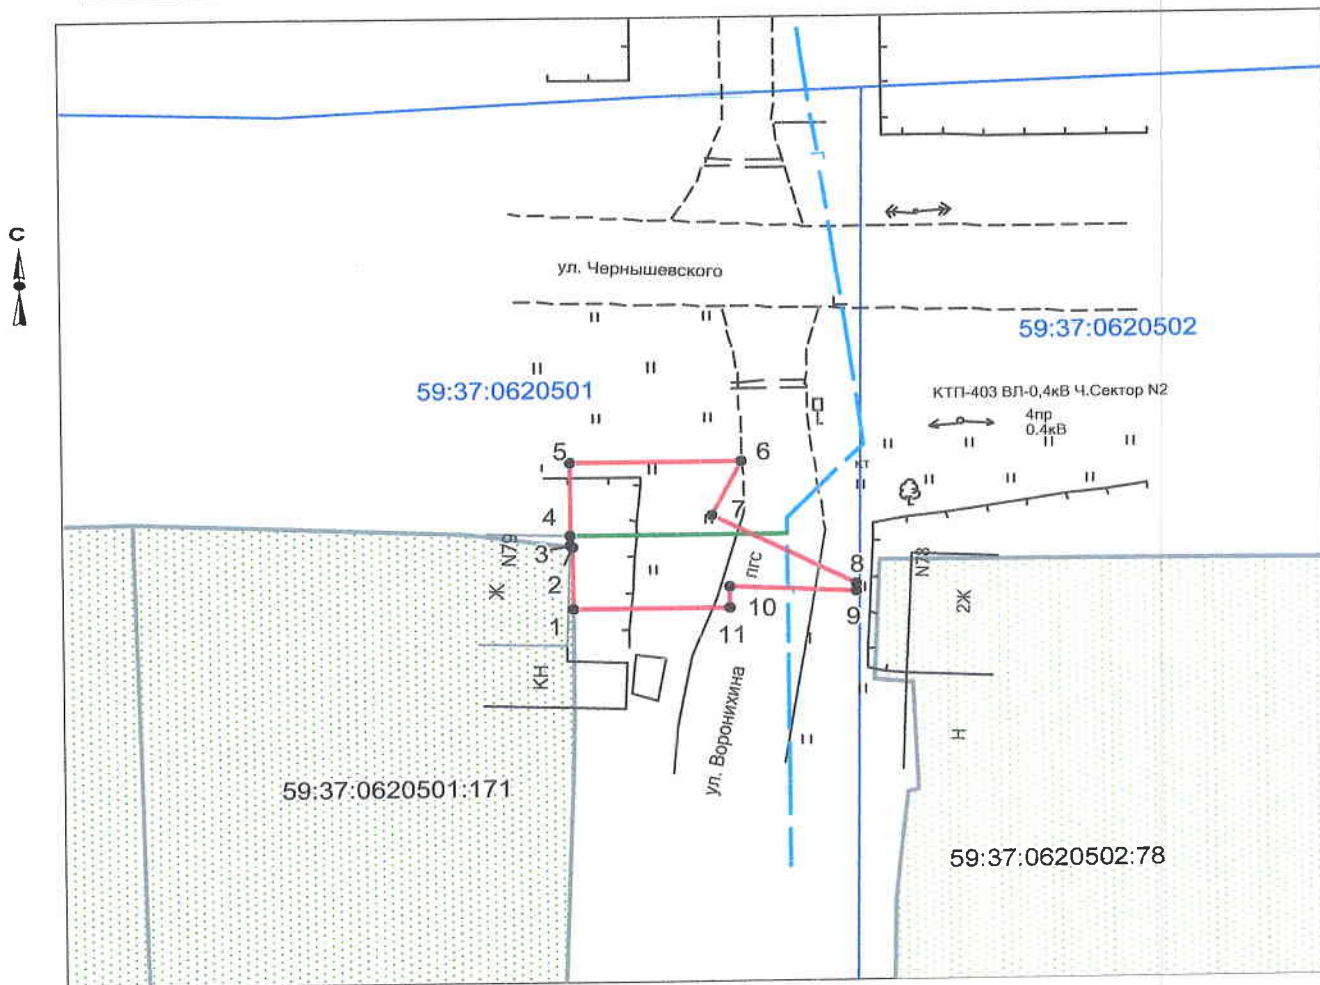 С
ул. Чернышевского
59:37:0620502
59:37:0620501
КТП-403 ВЛ-0,4кВ Ч.Сектор N2
4пр
0.4кВ
5
6
кт
7
4
3
N79
пгс
N78
8
2
Ж
9
2Ж
10
1
11
КН
ул. Воронихина
Н
59:37:0620501:171
59:37:0620502:78